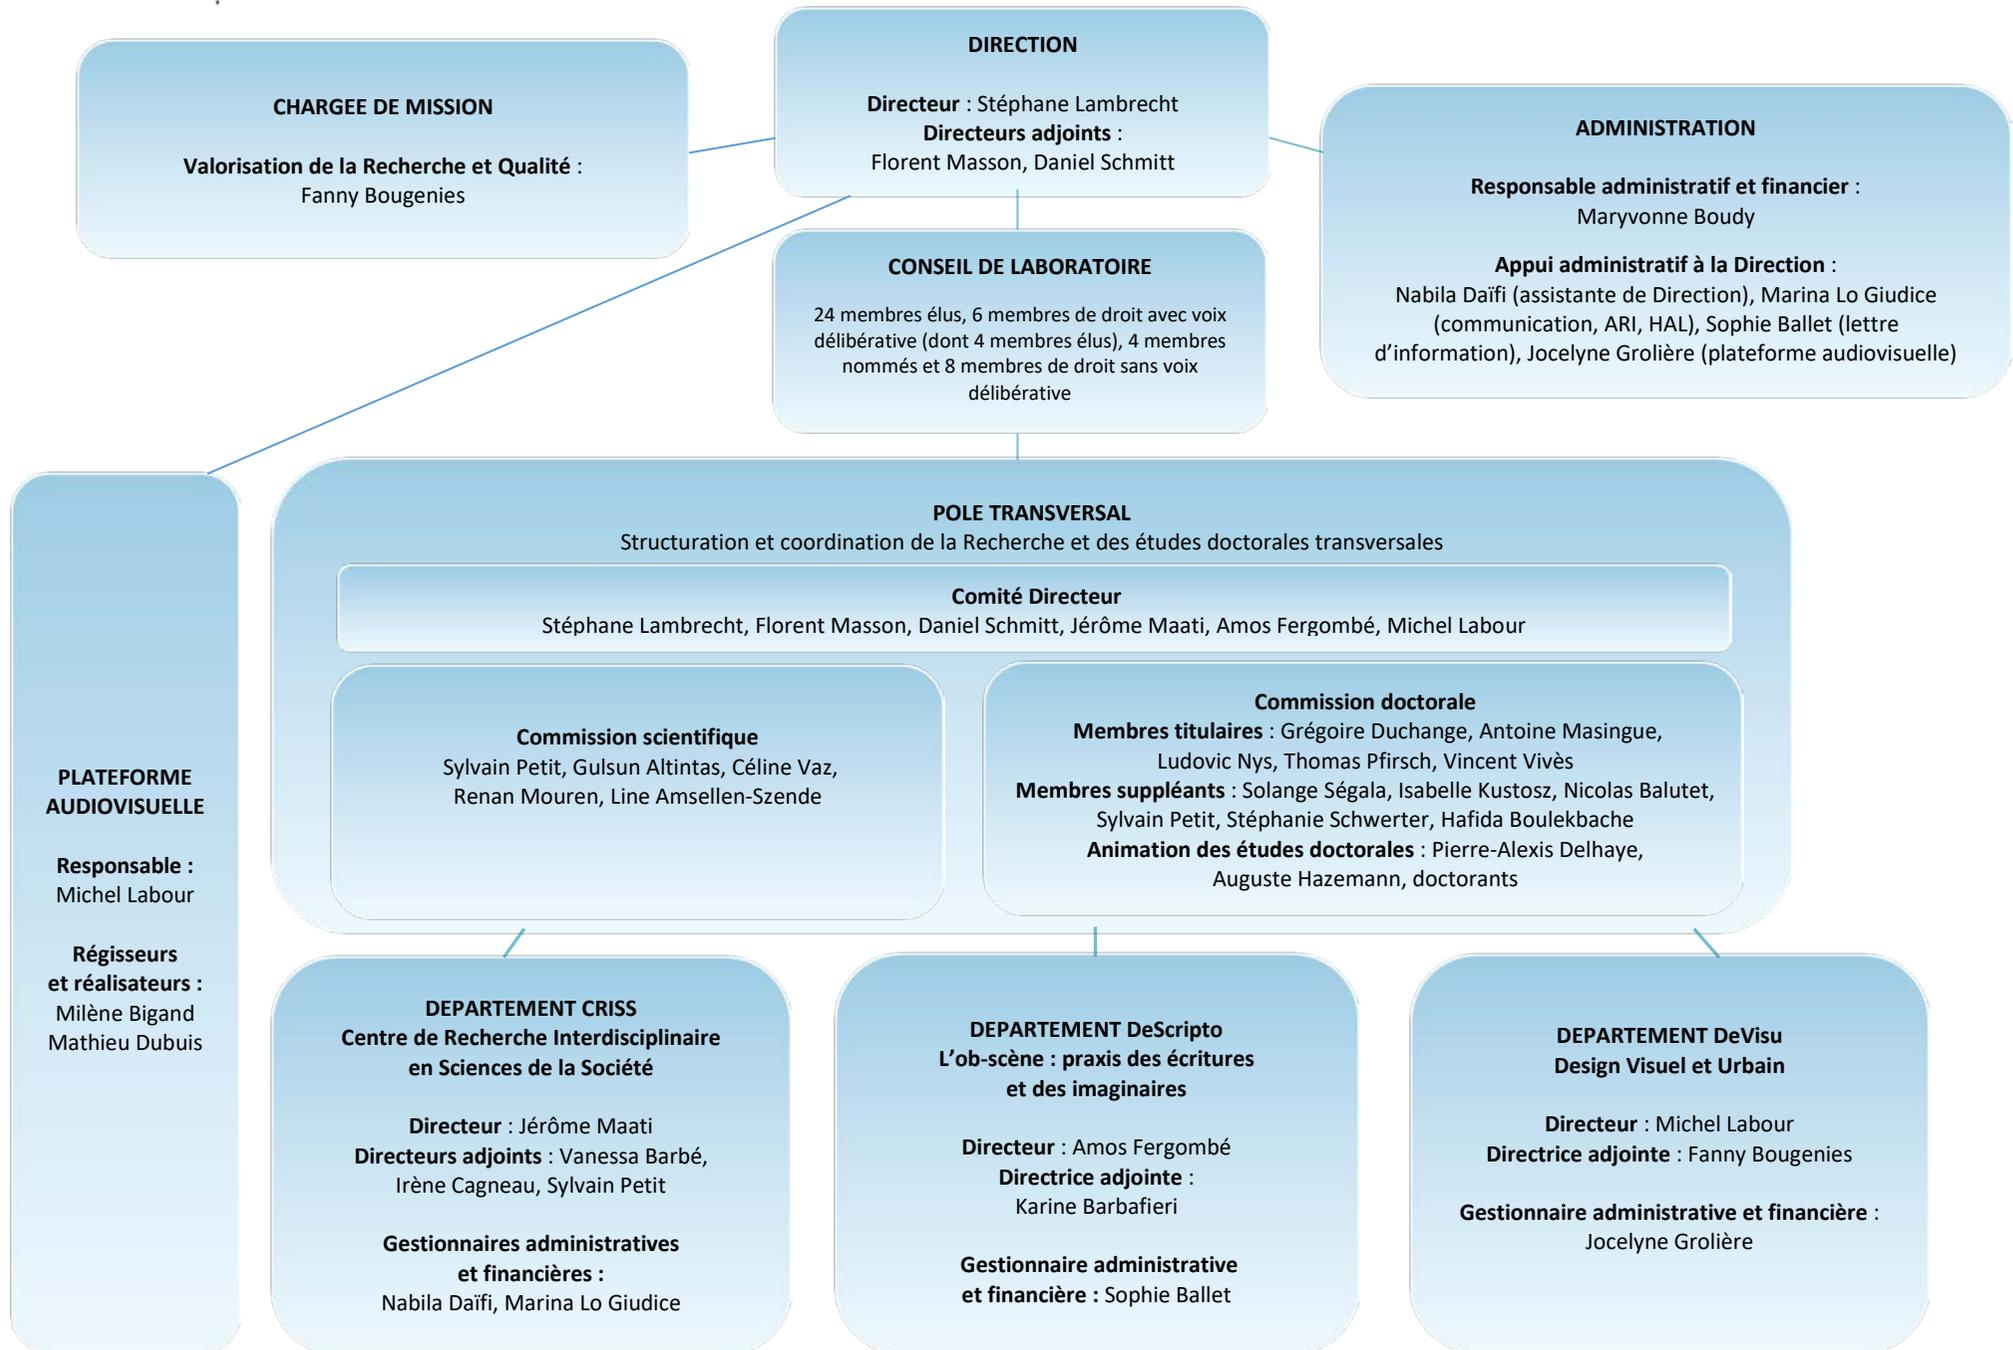 DIRECTION
Directeur : Stéphane Lambrecht
Directeurs adjoints :
Florent Masson, Daniel Schmitt
CHARGEE DE MISSION
Valorisation de la Recherche et Qualité :
Fanny Bougenies
ADMINISTRATION
Responsable administratif et financier :
Maryvonne Boudy
Appui administratif à la Direction :
Nabila Daïfi (assistante de Direction), Marina Lo Giudice
(communication, ARI, HAL), Sophie Ballet (lettre
d’information), Jocelyne Grolière (plateforme audiovisuelle)
CONSEIL DE LABORATOIRE
24 membres élus, 6 membres de droit avec voix
délibérative (dont 4 membres élus), 4 membres
nommés et 8 membres de droit sans voix
délibérative
POLE TRANSVERSAL
Structuration et coordination de la Recherche et des études doctorales transversales
Comité Directeur
Stéphane Lambrecht, Florent Masson, Daniel Schmitt, Jérôme Maati, Amos Fergombé, Michel Labour
Commission scientifique
Sylvain Petit, Gulsun Altintas, Céline Vaz,
Renan Mouren, Line Amsellen-Szende
Commission doctorale
Membres titulaires : Grégoire Duchange, Antoine Masingue,
Ludovic Nys, Thomas Pfirsch, Vincent Vivès
Membres suppléants : Solange Ségala, Isabelle Kustosz, Nicolas Balutet,
Sylvain Petit, Stéphanie Schwerter, Hafida Boulekbache
Animation des études doctorales : Pierre-Alexis Delhaye,
Auguste Hazemann, doctorants
PLATEFORME
AUDIOVISUELLE
Responsable :
Michel Labour
Régisseurs
et réalisateurs :
Milène Bigand
Mathieu Dubuis
DEPARTEMENT CRISS
Centre de Recherche Interdisciplinaire
en Sciences de la Société
Directeur : Jérôme Maati
Directeurs adjoints : Vanessa Barbé,
Irène Cagneau, Sylvain Petit
Gestionnaires administratives
et financières :
Nabila Daïfi, Marina Lo Giudice
DEPARTEMENT DeScripto
L’ob-scène : praxis des écritures
et des imaginaires
Directeur : Amos Fergombé
Directrice adjointe :
Karine Barbafieri
Gestionnaire administrative
et financière : Sophie Ballet
DEPARTEMENT DeVisu
Design Visuel et Urbain
Directeur : Michel Labour
Directrice adjointe : Fanny Bougenies
Gestionnaire administrative et financière :
Jocelyne Grolière